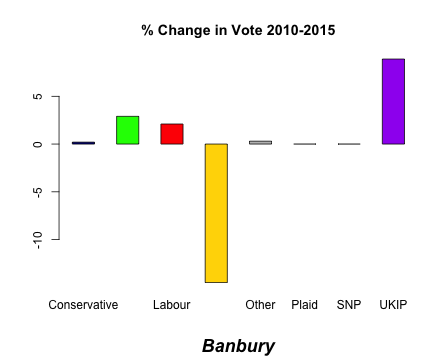 % Change in Vote 2010-2015
5
0
-5
-10
Conservative Labour Other Plaid SNP UKIP
Banbury